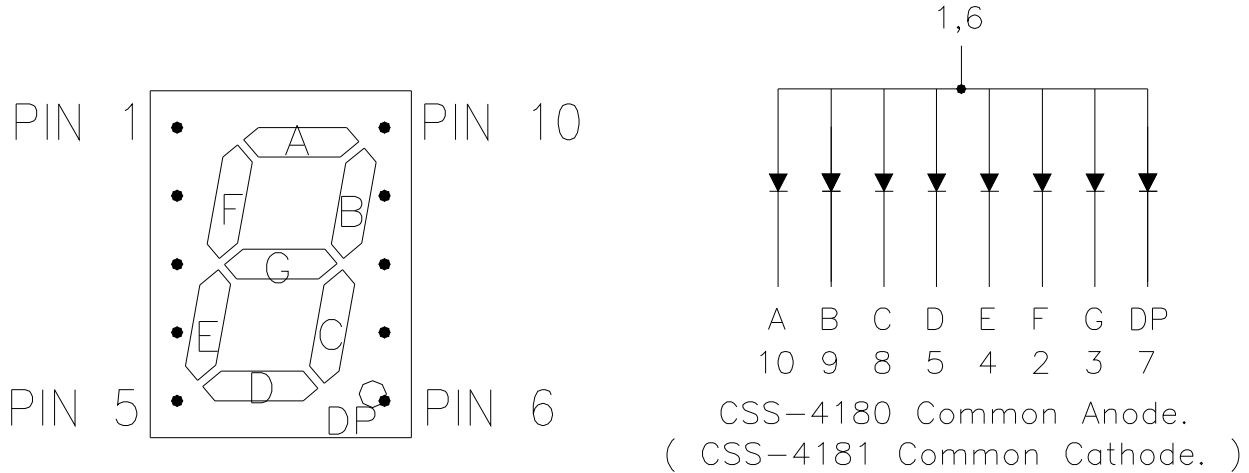 PIN 1
PIN 10
A
F
B
G
E
C
D
DP
PIN 5
PIN 6
1,6
A B C D E F G DP
10 9 8 5 4 2 3 7
CSS-4180 Common Anode.
( CSS-4181 Common Cathode. )